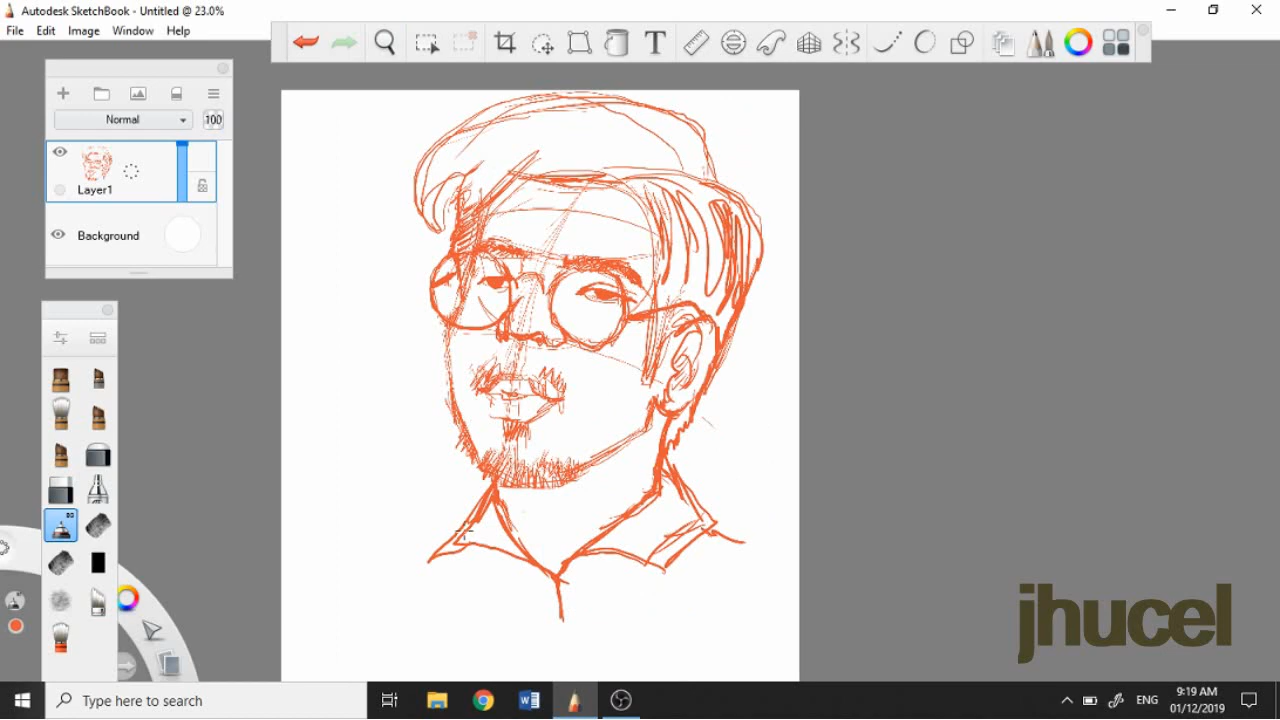 Autodesk SketchBook - Untitled @ 23.0%
File Edit Image Window Help
T
Normal 100
Layer1
Background
jhucel
Type here to search
W
ENG
9:19 AM
01/12/2019